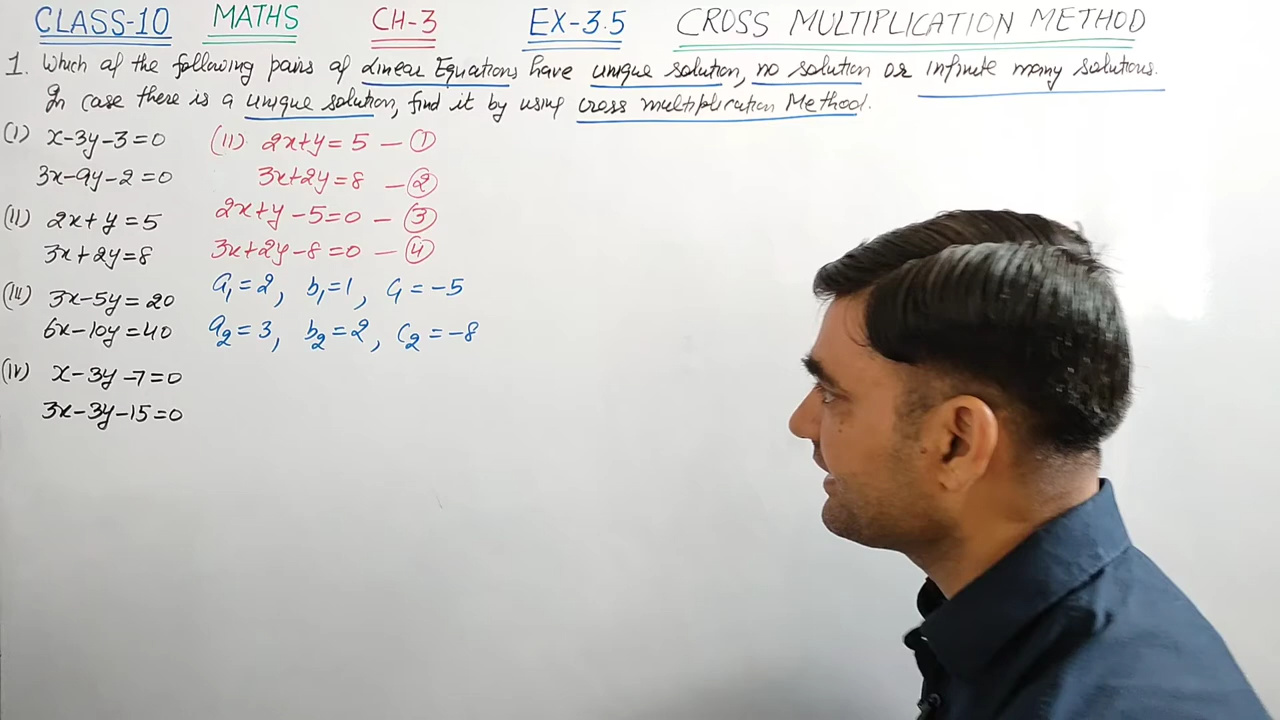 CLASS-10 MATHS CH-3 EX-3.5 CROSS MULTIPLICATION METHOD
1. Which of the following pairs of Linear Equations have unique solution, no solution or infinite many solutions.
In case there is a unique solution, find it by using cross multiplication Method.
(I) x-3y-3=0
3x-9y-2=0
(II) 2x+y=5
3x+2y=8
(III) 3x-5y=20
6x-10y=40
(IV) x-3y-7=0
3x-3y-15=0
(II) 2x+y=5 — ①
3x+2y=8 — ②
2x+y-5=0 — ③
3x+2y-8=0 — ④
a₁=2, b₁=1, c₁=-5
a₂=3, b₂=2, c₂=-8